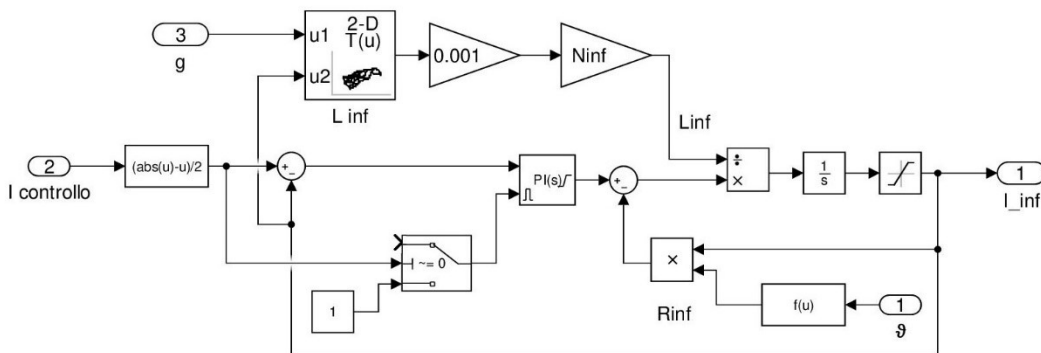 3
g
u1
u2
2-D
T(u)
L inf
0.001
Ninf
Linf
2
I controllo
(abs(u)-u)/2
+
-
PI(s)
+
-
÷
×
1
s
1
I_inf
~= 0
1
×
Rinf
f(u)
1
ϑ